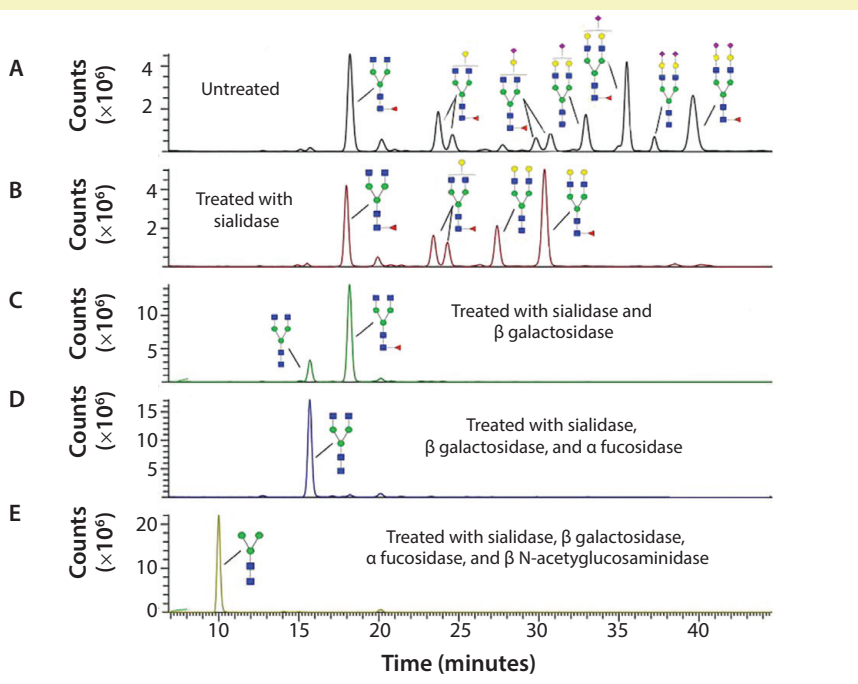 A
Counts
(×10⁶)
4
2
Untreated
B
Counts
(×10⁶)
4
2
Treated with
sialidase
C
Counts
(×10⁶)
10
5
Treated with sialidase and
β galactosidase
D
Counts
(×10⁶)
15
10
5
Treated with sialidase,
β galactosidase, and α fucosidase
E
Counts
(×10⁶)
20
10
0
Treated with sialidase, β galactosidase,
α fucosidase, and β N-acetyglucosaminidase
10 15 20 25 30 35 40
Time (minutes)